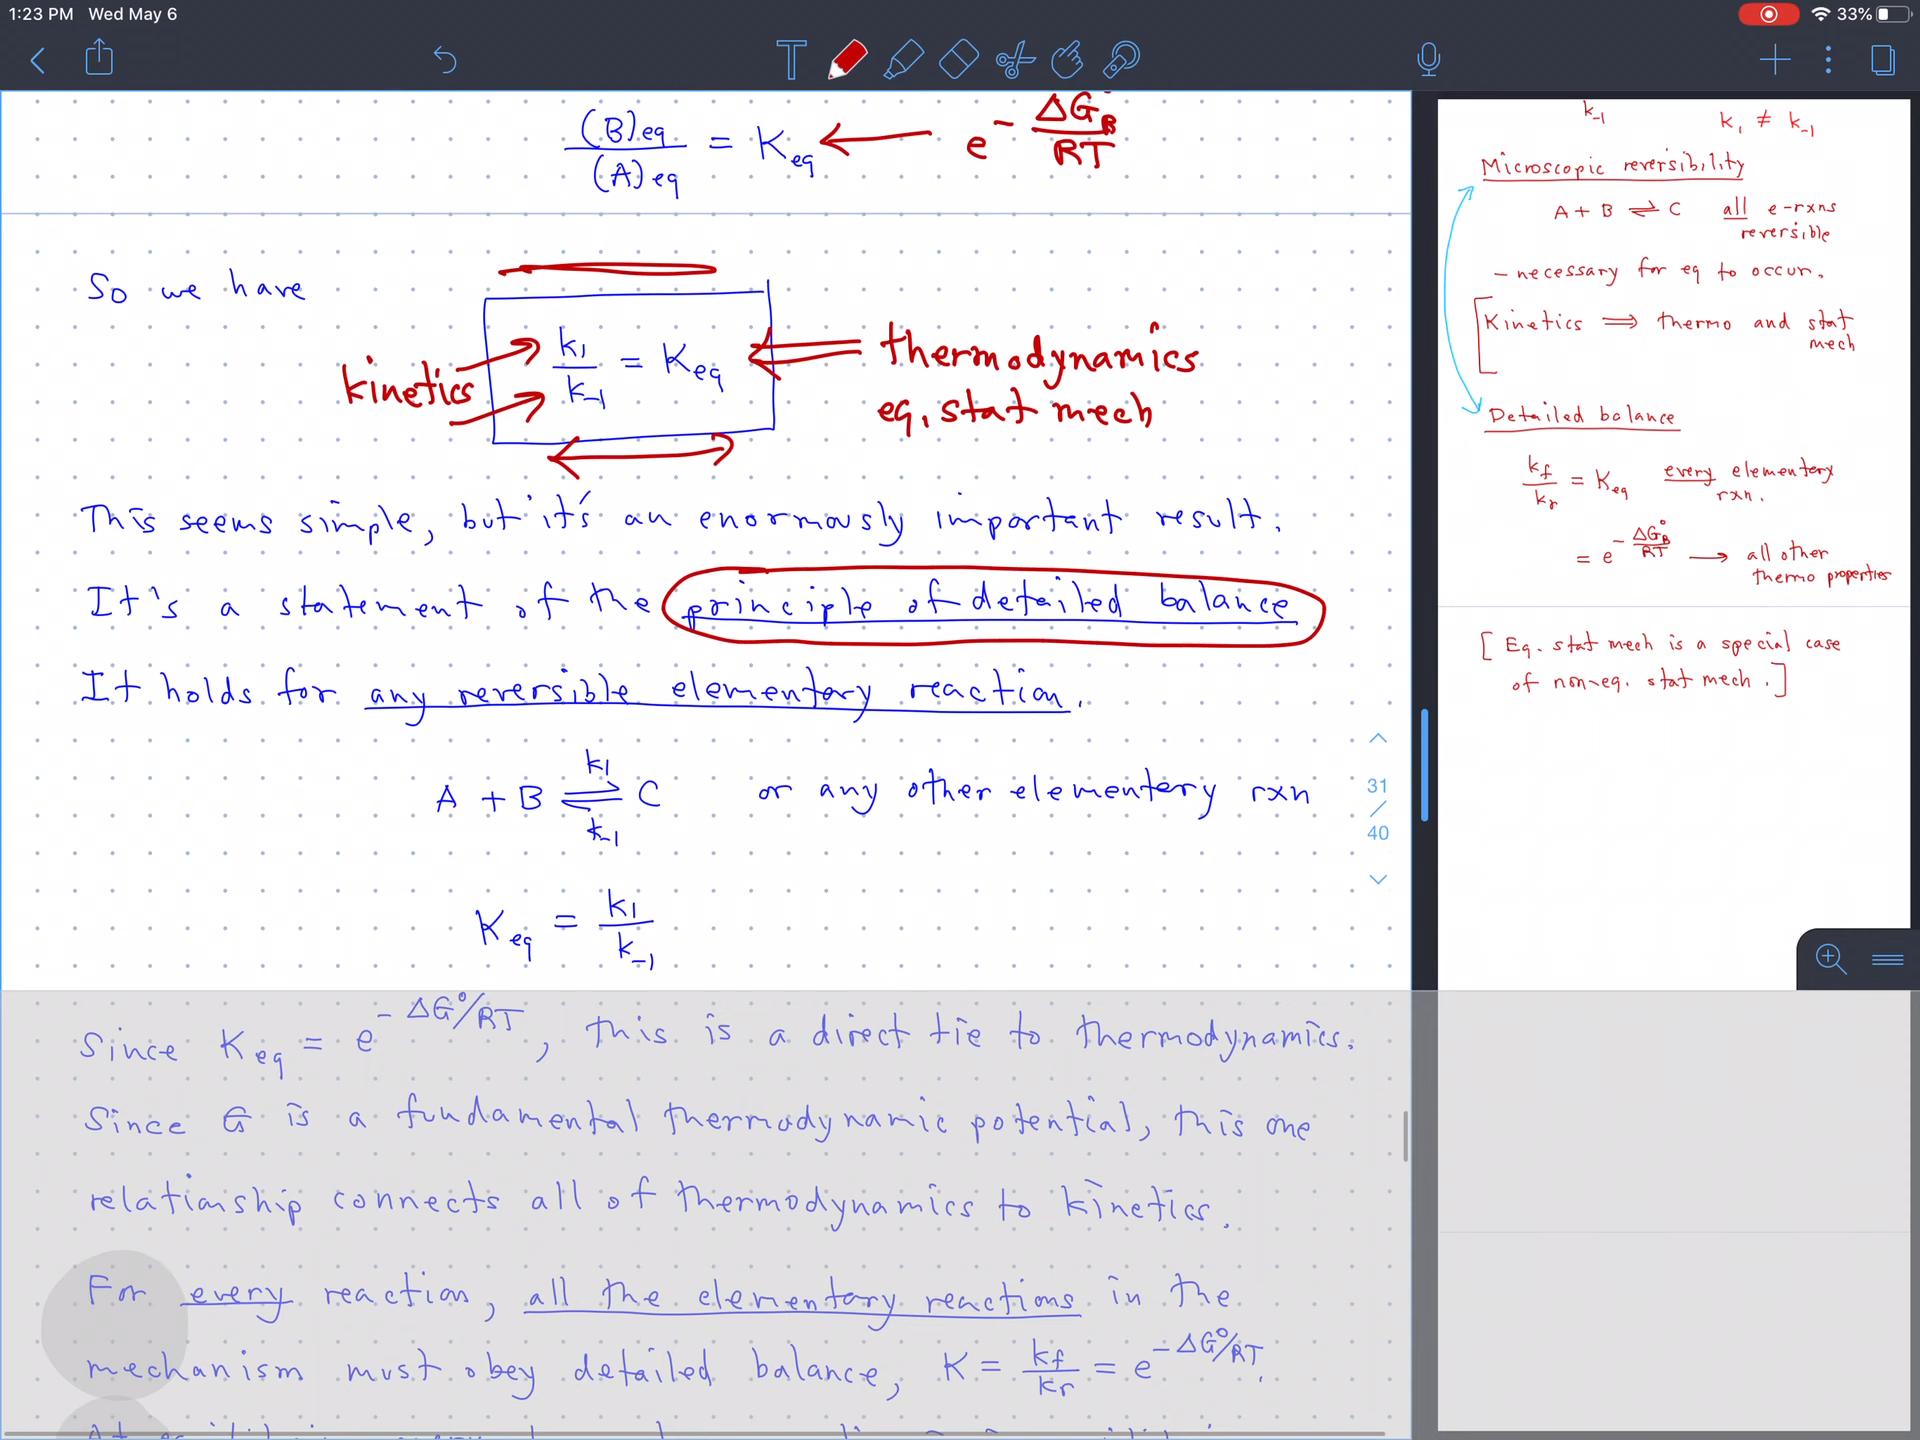 1:23 PM Wed May 6
33%
(B)eq / (A)eq = Keq ← e^-ΔG°R/RT
So we have
kinetics
k1/k-1 = Keq
thermodynamics
eq. stat mech
This seems simple, but it's an enormously important result.
It's a statement of the principle of detailed balance
It holds for any reversible elementary reaction.
k1
A + B ⇌ C or any other elementery rxn
k-1
Keq = k1/k-1
Since Keq = e^-ΔG°/RT, this is a direct tie to thermodynamics.
Since G is a fundamental thermodynamic potential, this one
relationship connects all of thermodynamics to kinetics.
For every reaction, all the elementary reactions in the
mechanism must obey detailed balance, K = kf/kr = e^-ΔG°/RT.
31
/
40
k-1 k1 ≠ k-1
Microscopic reversibility
A + B ⇌ C all e-rxns
reversible
- necessary for eq to occur.
[Kinetics ⇒ thermo and stat
mech
Detailed balance
kf/kr = Keq every elementery
rxn.
= e^-ΔG°R/RT → all other
thermo properties
[ Eq. stat mech is a special case
of non-eq. stat mech.]